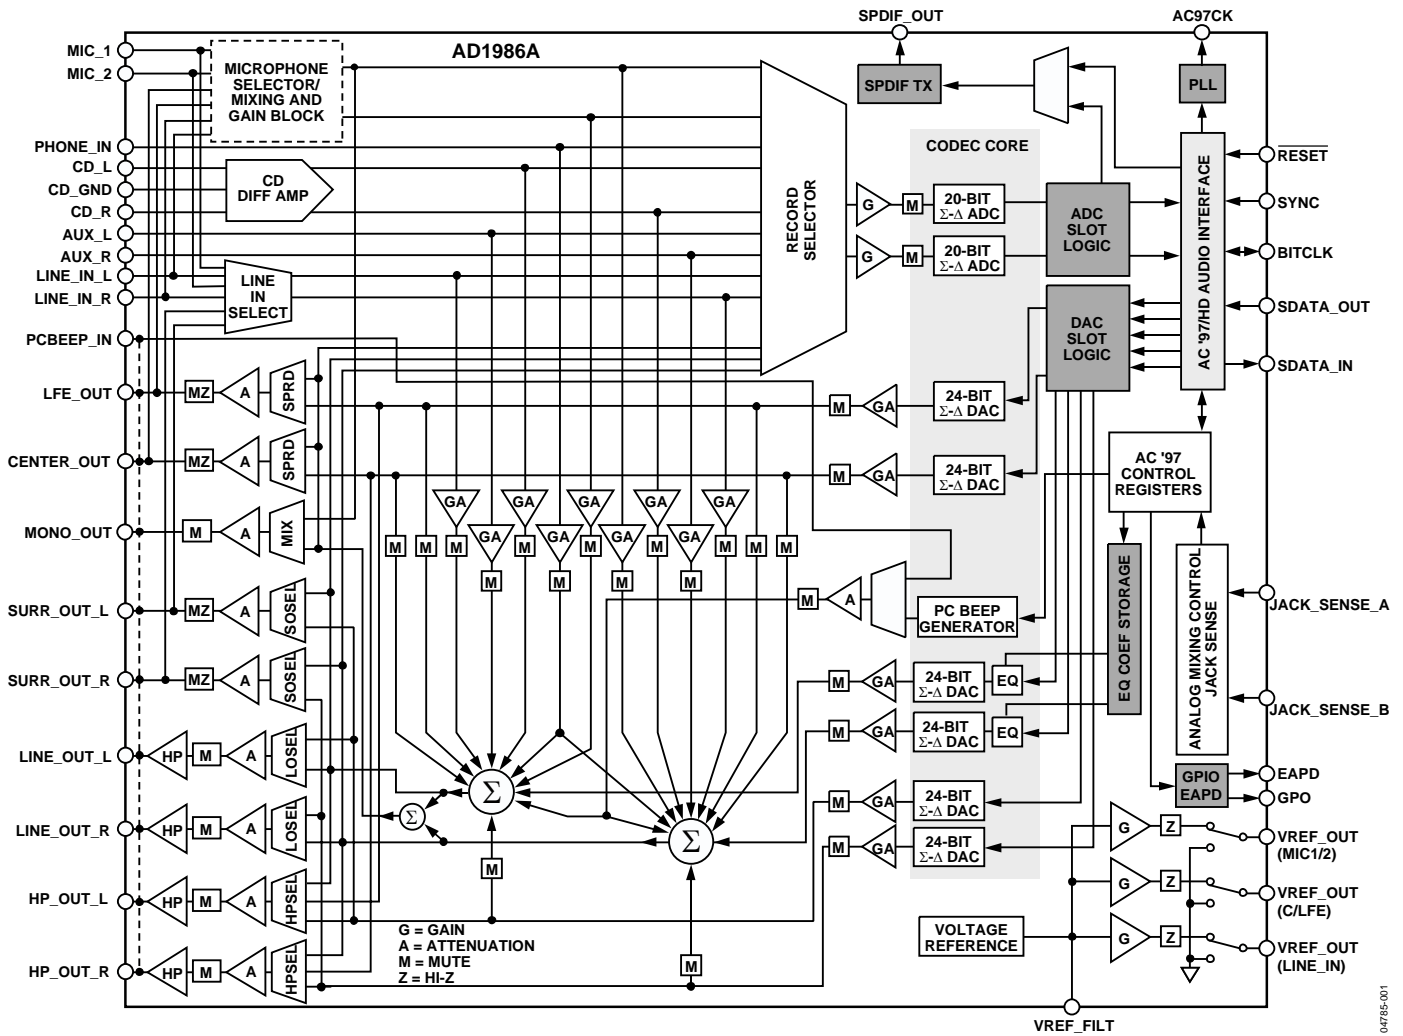 SPDIF_OUT
AC97CK
AD1986A
MIC_1
MIC_2
PHONE_IN
CD_L
CD_GND
CD_R
AUX_L
AUX_R
LINE_IN_L
LINE_IN_R
PCBEEP_IN
LFE_OUT
CENTER_OUT
MONO_OUT
SURR_OUT_L
SURR_OUT_R
LINE_OUT_L
LINE_OUT_R
HP_OUT_L
HP_OUT_R
MICROPHONE
SELECTOR/
MIXING AND
GAIN BLOCK
CD
DIFF AMP
LINE
IN
SELECT
RECORD
SELECTOR
SPDIF TX
PLL
CODEC CORE
G
M
20-BIT
Σ-Δ ADC
G
M
20-BIT
Σ-Δ ADC
ADC
SLOT
LOGIC
DAC
SLOT
LOGIC
AC '97/HD AUDIO INTERFACE
RESET
SYNC
BITCLK
SDATA_OUT
SDATA_IN
MZ
A
SPRD
M
GA
24-BIT
Σ-Δ DAC
MZ
A
SPRD
M
GA
24-BIT
Σ-Δ DAC
AC '97
CONTROL
REGISTERS
M
A
MIX
GA
GA
GA
GA
GA
GA
GA
GA
GA
M
M
M
M
M
M
M
M
M
M
M
M
M
MZ
A
SOSEL
M
A
PC BEEP
GENERATOR
EQ COEF STORAGE
ANALOG MIXING CONTROL
JACK SENSE
JACK_SENSE_A
JACK_SENSE_B
MZ
A
SOSEL
M
GA
24-BIT
Σ-Δ DAC
EQ
M
GA
24-BIT
Σ-Δ DAC
EQ
HP
M
A
LOSEL
Σ
Σ
Σ
M
GA
24-BIT
Σ-Δ DAC
M
GA
24-BIT
Σ-Δ DAC
GPIO
EAPD
EAPD
GPO
HP
M
A
LOSEL
M
G
Z
VREF_OUT
(MIC1/2)
HP
M
A
HPSEL
G
Z
VREF_OUT
(C/LFE)
HP
M
A
HPSEL
M
G = GAIN
A = ATTENUATION
M = MUTE
Z = HI-Z
VOLTAGE
REFERENCE
G
Z
VREF_OUT
(LINE_IN)
VREF_FILT
04785-001